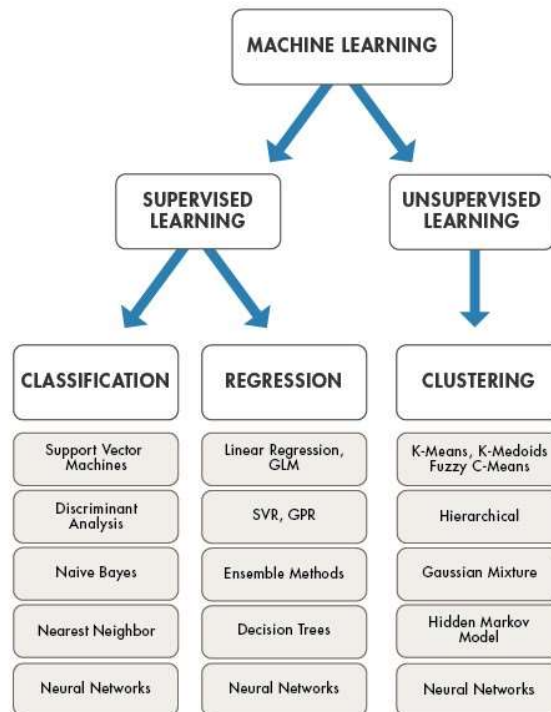 MACHINE LEARNING
SUPERVISED
LEARNING
UNSUPERVISED
LEARNING
CLASSIFICATION
REGRESSION
CLUSTERING
Support Vector
Machines
Linear Regression,
GLM
K-Means, K-Medoids
Fuzzy C-Means
Discriminant
Analysis
SVR, GPR
Hierarchical
Naive Bayes
Ensemble Methods
Gaussian Mixture
Nearest Neighbor
Decision Trees
Hidden Markov
Model
Neural Networks
Neural Networks
Neural Networks